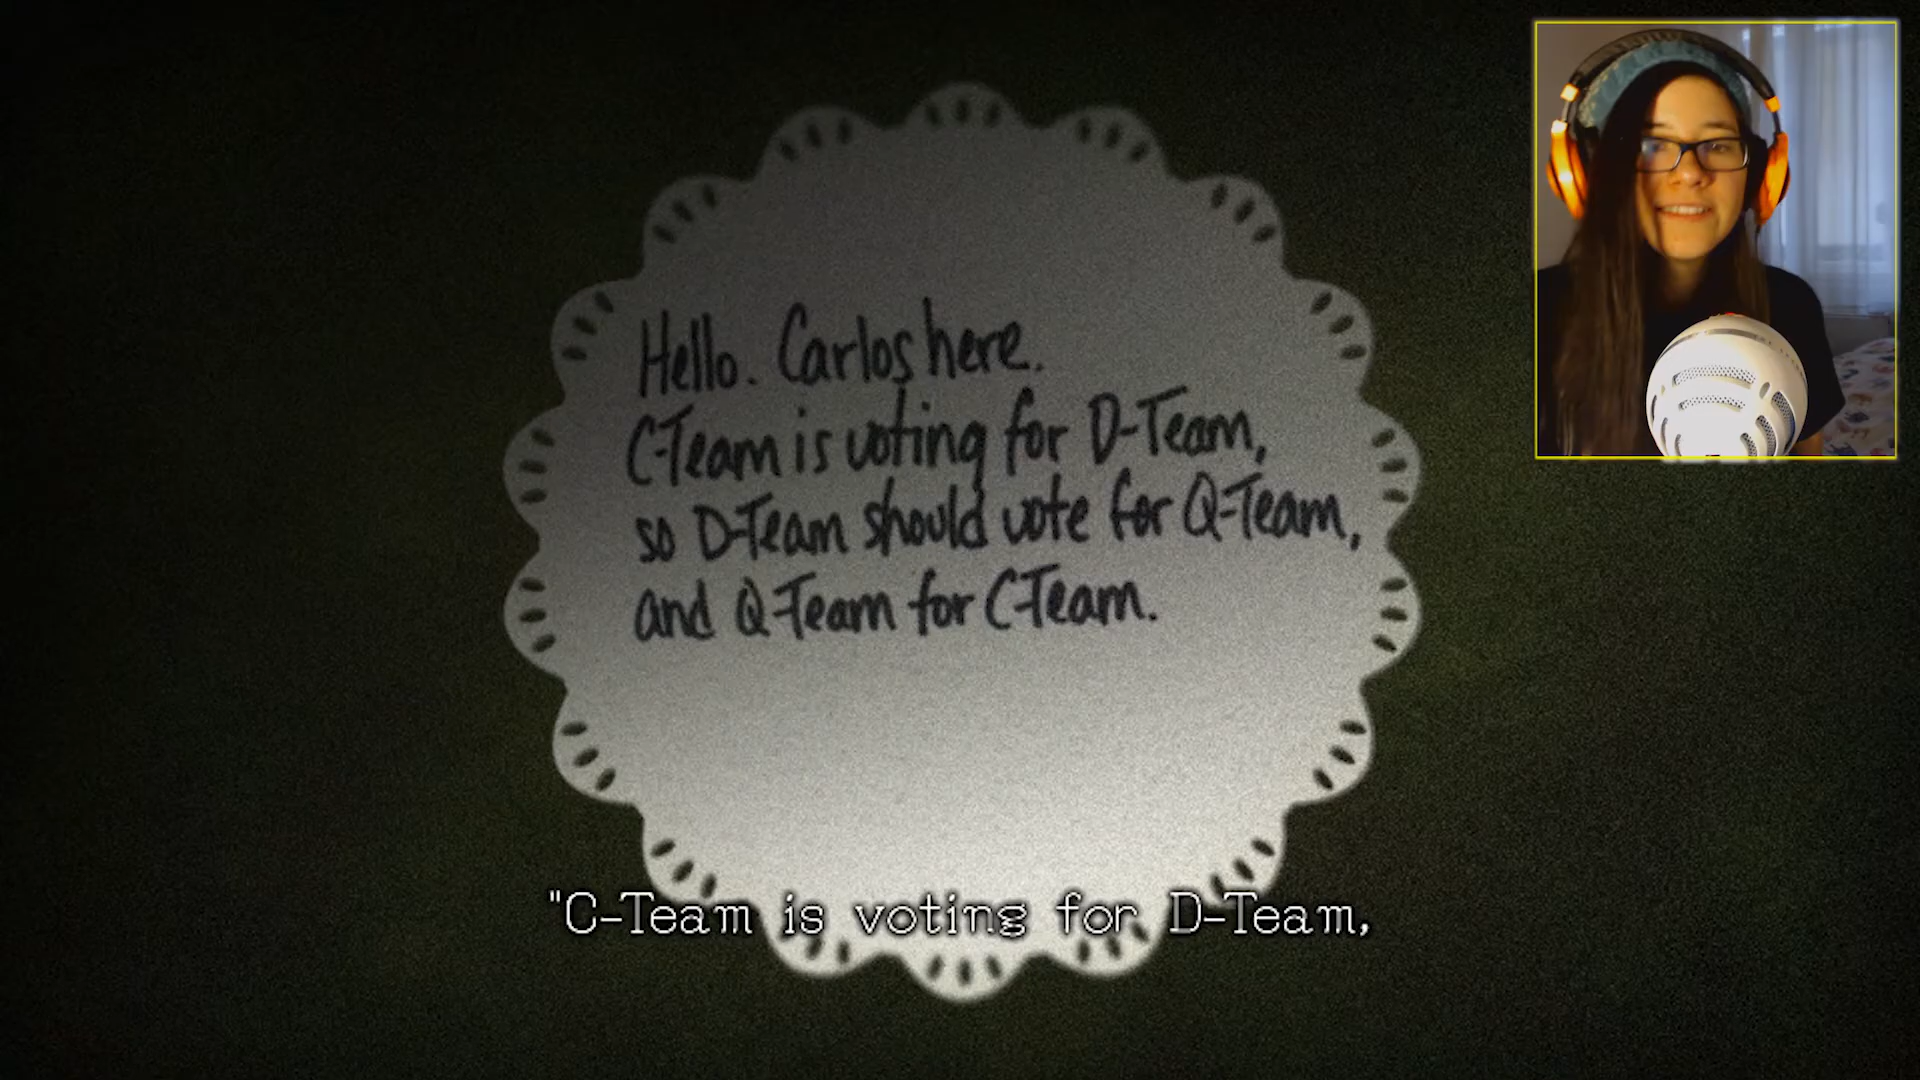 Hello. Carlos here.
C-Team is voting for D-Team,
so D-Team should vote for Q-Team,
and Q-Team for C-Team.
"C-Team is voting for D-Team,